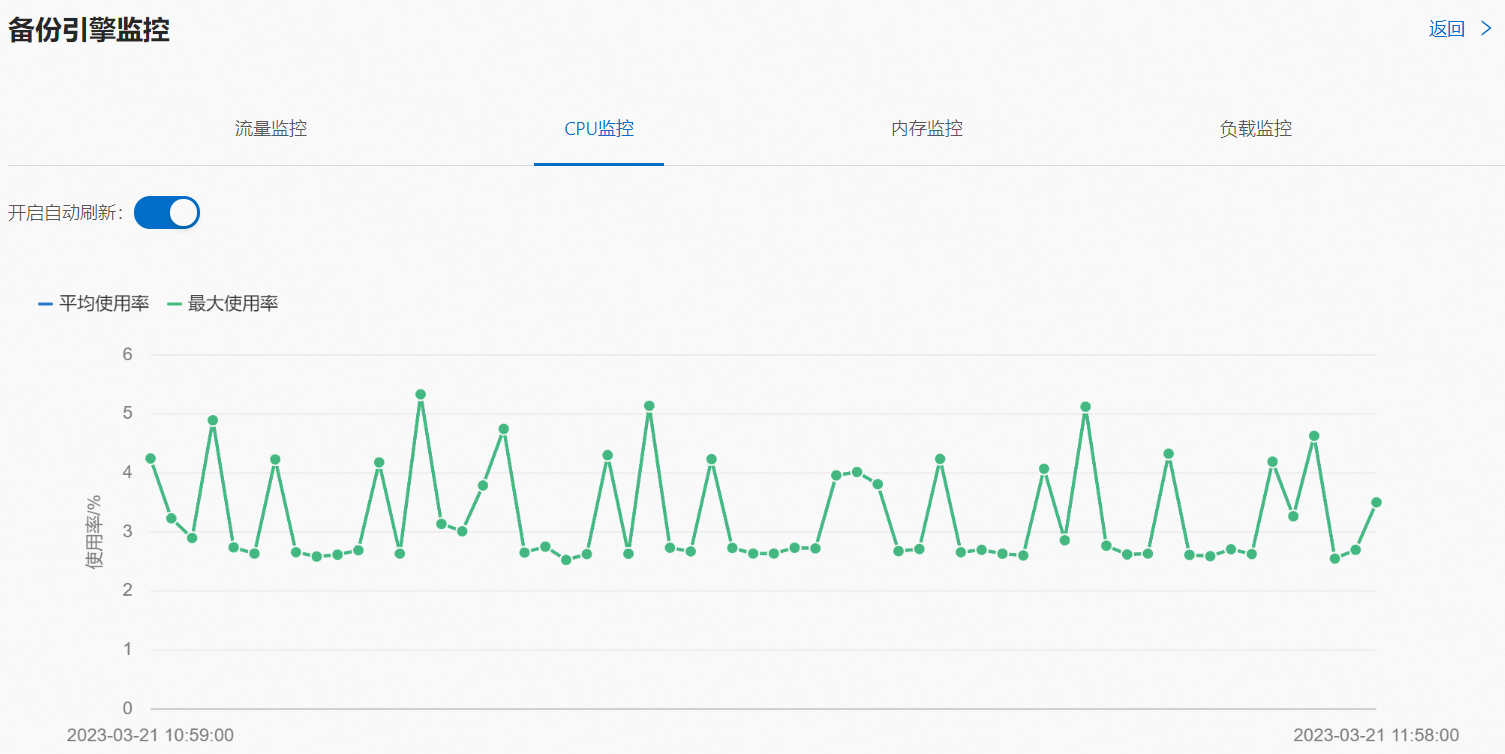 备份引擎监控
返回
流量监控
CPU监控
内存监控
负载监控
开启自动刷新：
平均使用率
最大使用率
6
5
4
3
2
1
0
使用率/%
2023-03-21 10:59:00
2023-03-21 11:58:00